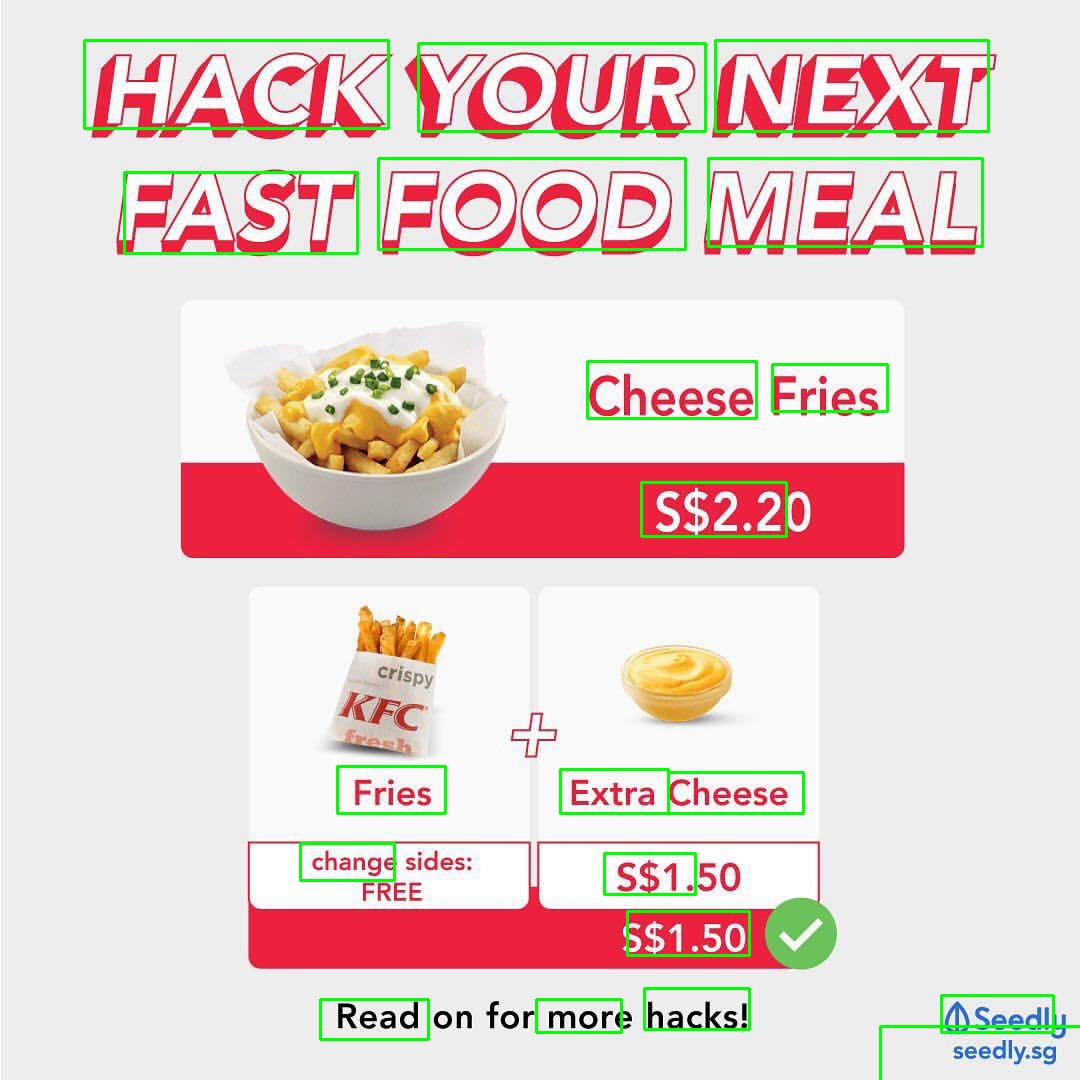 HACK YOUR NEXT
FAST FOOD MEAL
Cheese Fries
S$2.20
crispy
KFC
fresh
Fries
Extra Cheese
change sides:
FREE
S$1.50
S$1.50
Read on for more hacks!
Seedly
seedly.sg